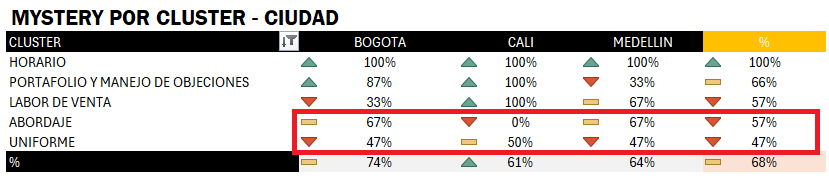 MYSTERY POR CLUSTER - CIUDAD
CLUSTER BOGOTA CALI MEDELLIN %
HORARIO 100% 100% 100% 100%
PORTAFOLIO Y MANEJO DE OBJECIONES 87% 100% 33% 66%
LABOR DE VENTA 33% 100% 67% 57%
ABORDAJE 67% 0% 67% 57%
UNIFORME 47% 50% 47% 47%
% 74% 61% 64% 68%